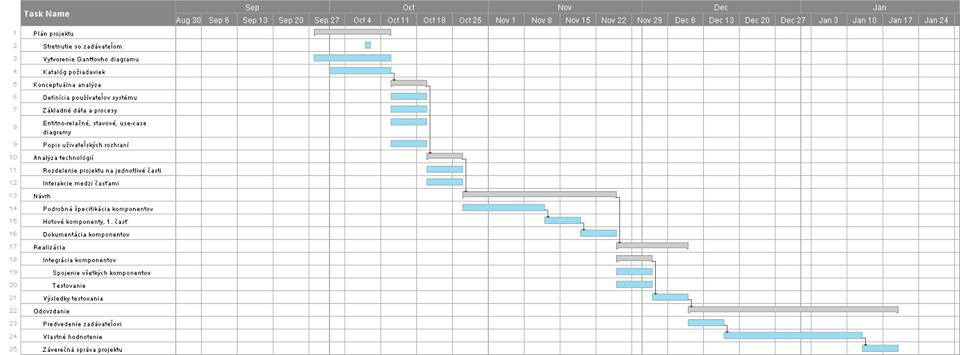 Task Name
Sep Oct Nov Dec Jan
Aug 30 Sep 6 Sep 13 Sep 20 Sep 27 Oct 4 Oct 11 Oct 18 Oct 25 Nov 1 Nov 8 Nov 15 Nov 22 Nov 29 Dec 6 Dec 13 Dec 20 Dec 27 Jan 3 Jan 10 Jan 17 Jan 24 Jan
1 Plán projektu
2 Stretnutie so zadávateľom
3 Vytvorenie Ganttovho diagramu
4 Katalóg požiadaviek
5 Konceptuálna analýza
6 Definícia používateľov systému
7 Základné dáta a procesy
8 Entitno-relačné, stavové, use-case
diagramy
9 Popis užívateľských rozhraní
10 Analýza technológií
11 Rozdelenie projektu na jednotlivé časti
12 Interakcie medzi časťami
13 Návrh
14 Podrobná špecifikácia komponentov
15 Hotové komponenty, 1. časť
16 Dokumentácia komponentov
17 Realizácia
18 Integrácia komponentov
19 Spojenie všetkých komponentov
20 Testovanie
21 Výsledky testovania
22 Odovzdanie
23 Predvedenie zadávateľovi
24 Vlastné hodnotenie
25 Záverečná správa projektu